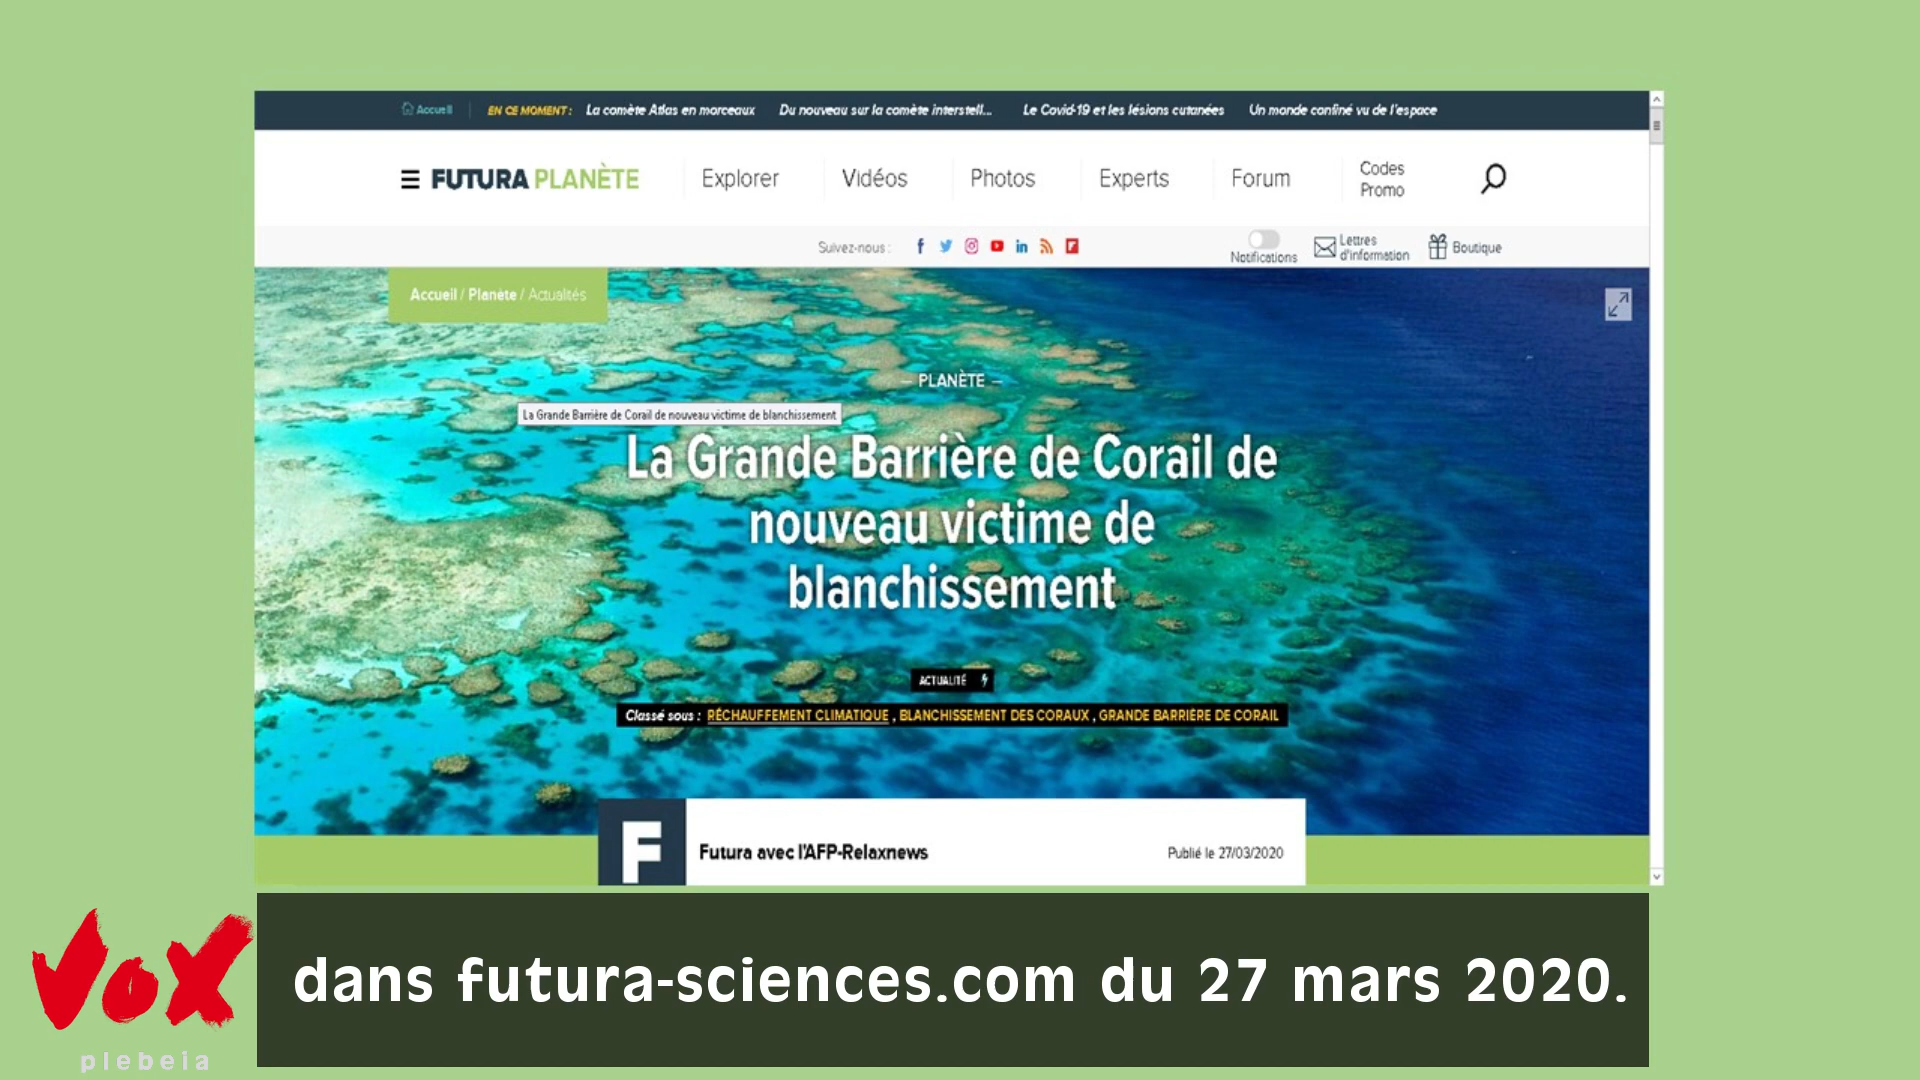 Accueil EN CE MOMENT : La comète Atlas en morceaux Du nouveau sur la comète interstell... Le Covid-19 et les lésions cutanées Un monde confiné vu de l'espace
FUTURA PLANÈTE Explorer Vidéos Photos Experts Forum Codes
Promo
Suivez-nous : Notifications Lettres
d'information Boutique
Accueil / Planète / Actualités
– PLANÈTE –
La Grande Barrière de Corail de nouveau victime de blanchissement
La Grande Barrière de Corail de
nouveau victime de
blanchissement
ACTUALITÉ
Classé sous : RÉCHAUFFEMENT CLIMATIQUE , BLANCHISSEMENT DES CORAUX , GRANDE BARRIÈRE DE CORAIL
F Futura avec l'AFP-Relaxnews Publié le 27/03/2020
dans futura-sciences.com du 27 mars 2020.
VoX
plebeia